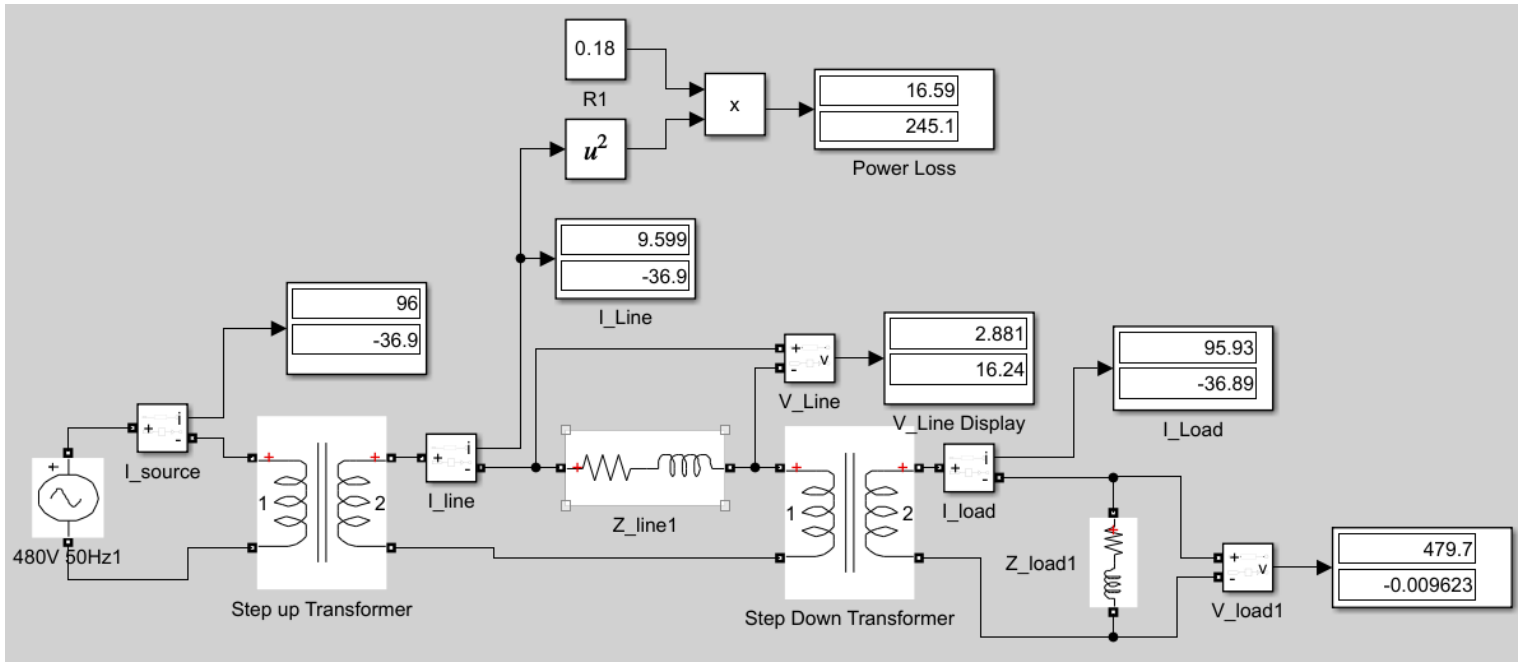 0.18
R1
x
16.59
245.1
Power Loss
u²
9.599
-36.9
I_Line
96
-36.9
2.881
16.24
V_Line Display
95.93
-36.89
I_Load
+
-
v
V_Line
+
i
-
I_source
+
480V 50Hz1
+
1
+
2
Step up Transformer
+
i
-
I_line
+
Z_line1
+
1
+
2
Step Down Transformer
+
i
-
I_load
+
Z_load1
+
-
v
V_load1
479.7
-0.009623